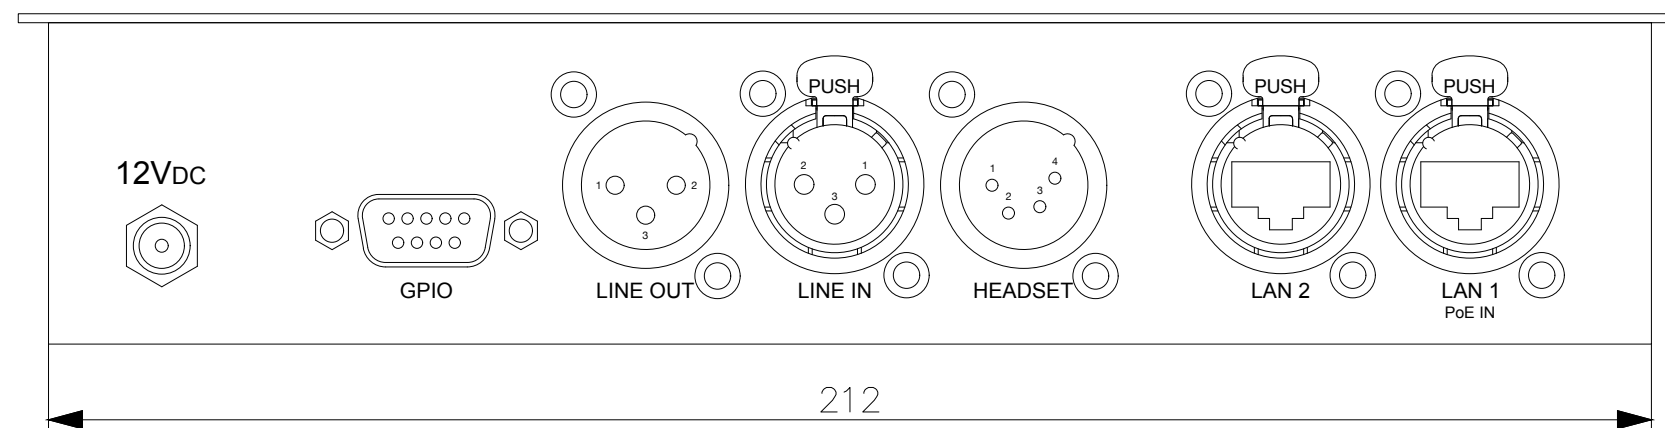 PUSH PUSH PUSH
12VDC
1 2 3
2 1 3
1 2 3 4
GPIO LINE OUT LINE IN HEADSET LAN 2 LAN 1
PoE IN
212